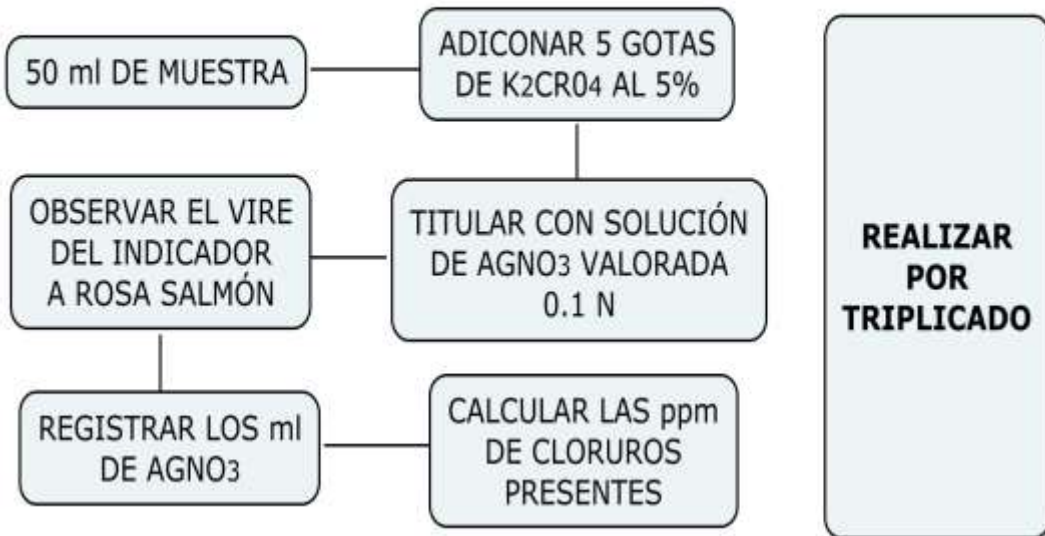 50 ml DE MUESTRA
ADICONAR 5 GOTAS
DE K2CR04 AL 5%
TITULAR CON SOLUCIÓN
DE AGNO3 VALORADA
0.1 N
OBSERVAR EL VIRE
DEL INDICADOR
A ROSA SALMÓN
REGISTRAR LOS ml
DE AGNO3
CALCULAR LAS ppm
DE CLORUROS
PRESENTES
REALIZAR
POR
TRIPLICADO